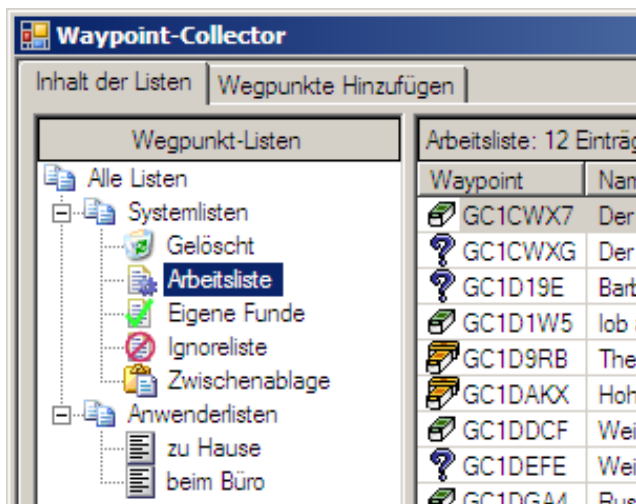 Waypoint-Collector
Inhalt der Listen
Wegpunkte Hinzufügen
Wegpunkt-Listen
Alle Listen
Systemlisten
Gelöscht
Arbeitsliste
Eigene Funde
Ignoreliste
Zwischenablage
Anwenderlisten
zu Hause
beim Büro
Arbeitsliste: 12 Einträg
Waypoint Nam
GC1CWX7 Der
GC1CWXG Der
GC1D19E Barb
GC1D1W5 lob
GC1D9RB The
GC1DAKX Hoh
GC1DDCF Wei
GC1DEFE Wei
GC1DGA4 Rus